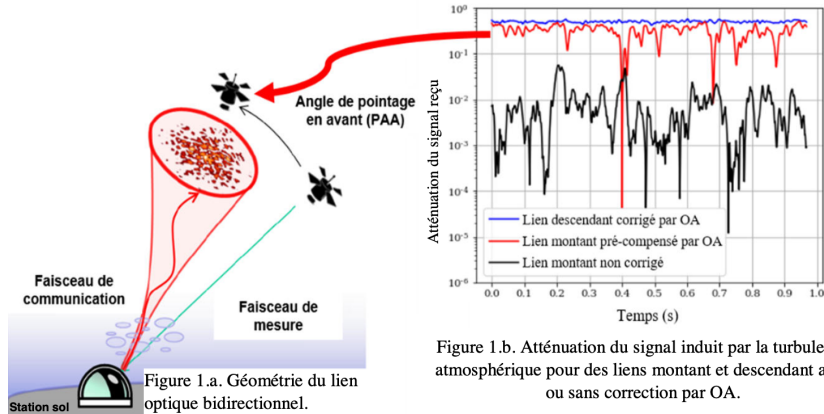 Angle de pointage
en avant (PAA)
Faisceau de
communication
Faisceau de
mesure
Station sol
Figure 1.a. Géométrie du lien
optique bidirectionnel.
Atténuation du signal reçu
10⁰
10⁻¹
10⁻²
10⁻³
10⁻⁴
10⁻⁵
10⁻⁶
Lien descendant corrigé par OA
Lien montant pré-compensé par OA
Lien montant non corrigé
0.0 0.1 0.2 0.3 0.4 0.5 0.6 0.7 0.8 0.9 1.0
Temps (s)
Figure 1.b. Atténuation du signal induit par la turbule
atmosphérique pour des liens montant et descendant a
ou sans correction par OA.